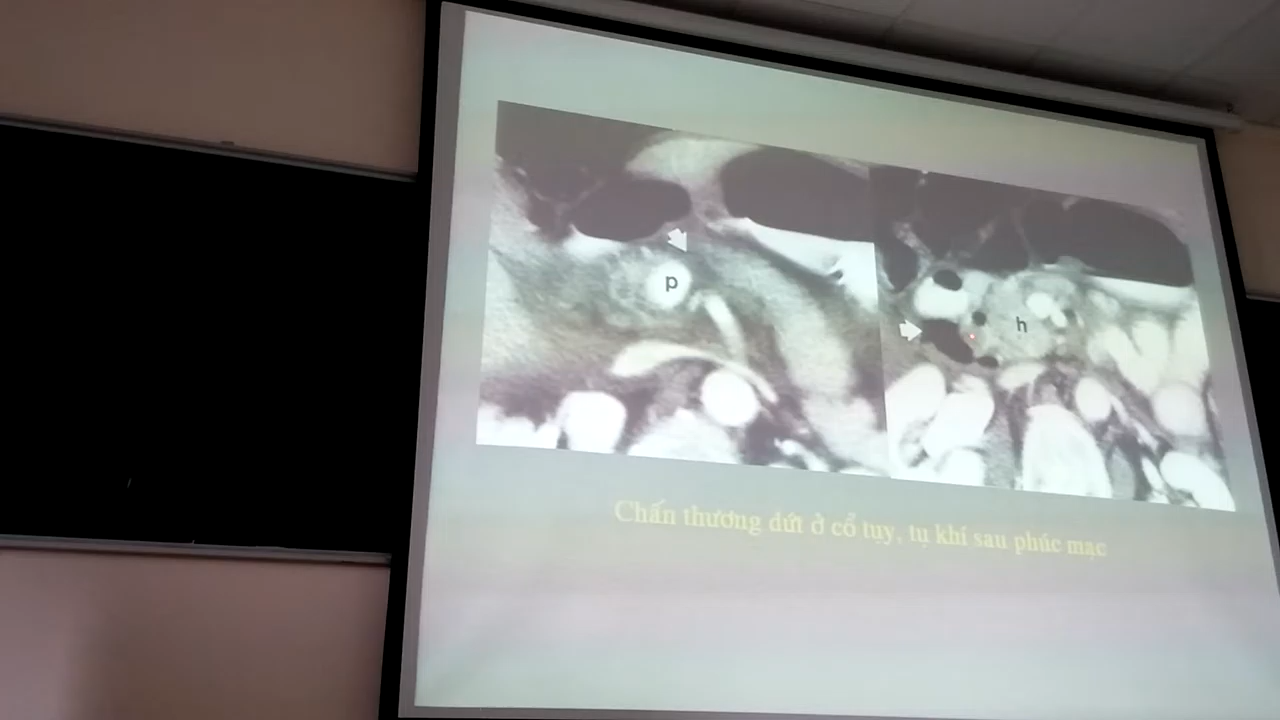 p
h
Chấn thương dứt ở cổ tụy, tụ khí sau phúc mạc